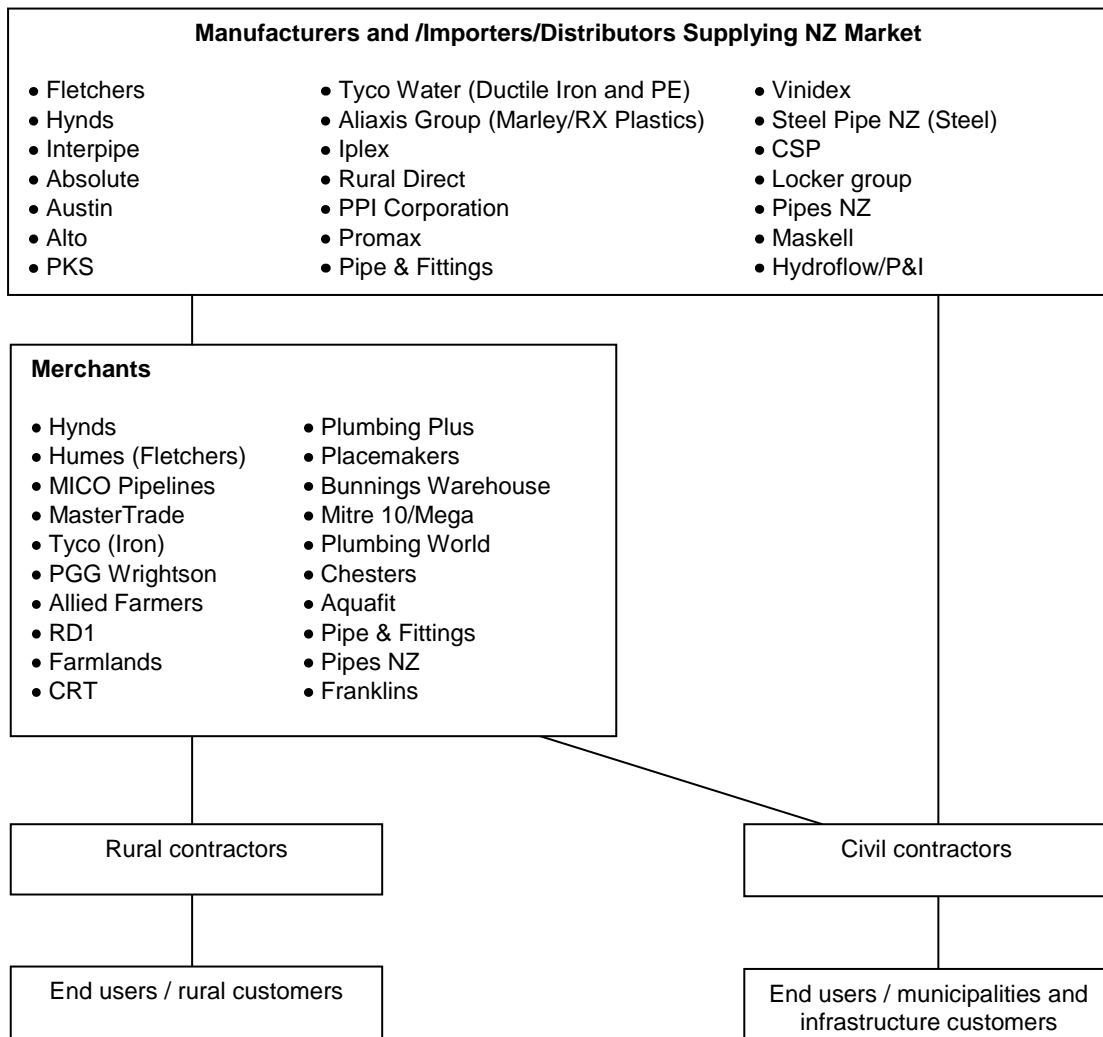 Manufacturers and /Importers/Distributors Supplying NZ Market
• Fletchers
• Hynds
• Interpipe
• Absolute
• Austin
• Alto
• PKS
• Tyco Water (Ductile Iron and PE)
• Aliaxis Group (Marley/RX Plastics)
• Iplex
• Rural Direct
• PPI Corporation
• Promax
• Pipe & Fittings
• Vinidex
• Steel Pipe NZ (Steel)
• CSP
• Locker group
• Pipes NZ
• Maskell
• Hydroflow/P&I
Merchants
• Hynds
• Humes (Fletchers)
• MICO Pipelines
• MasterTrade
• Tyco (Iron)
• PGG Wrightson
• Allied Farmers
• RD1
• Farmlands
• CRT
• Plumbing Plus
• Placemakers
• Bunnings Warehouse
• Mitre 10/Mega
• Plumbing World
• Chesters
• Aquafit
• Pipe & Fittings
• Pipes NZ
• Franklins
Rural contractors
Civil contractors
End users / rural customers
End users / municipalities and
infrastructure customers